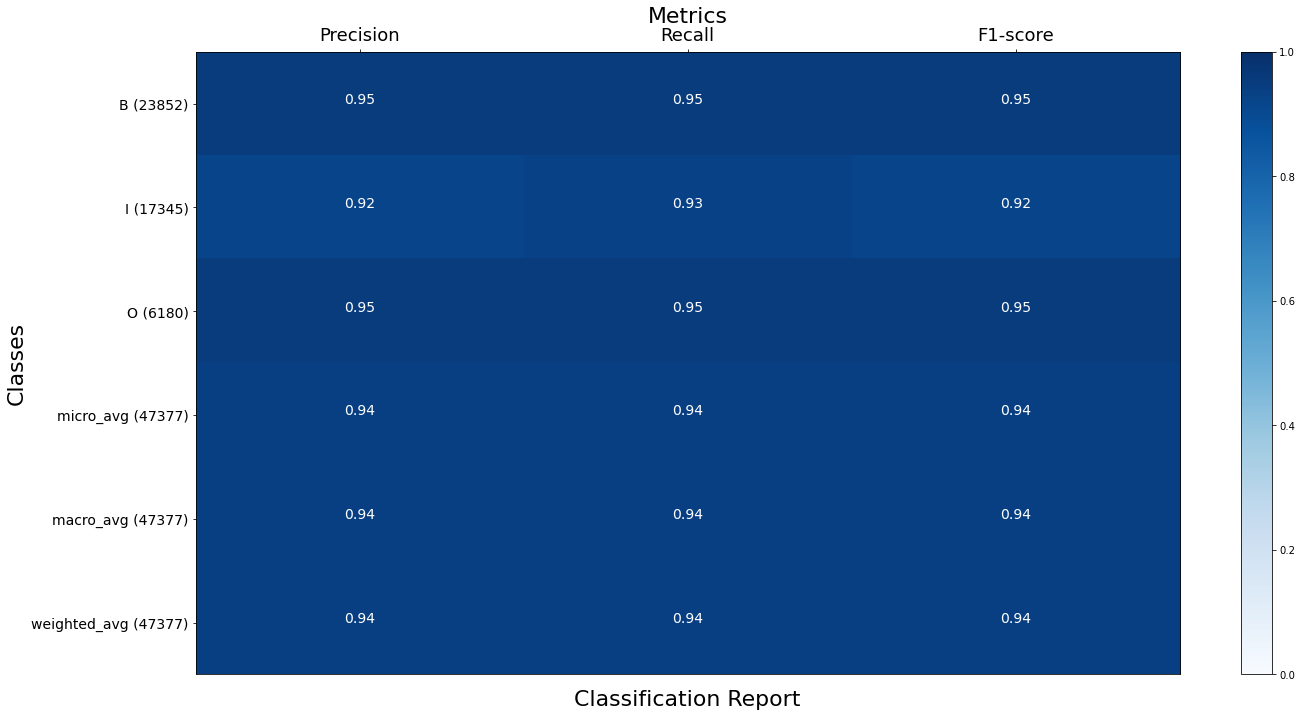 Metrics
Precision Recall F1-score
B (23852) 0.95 0.95 0.95
I (17345) 0.92 0.93 0.92
O (6180) 0.95 0.95 0.95
micro_avg (47377) 0.94 0.94 0.94
macro_avg (47377) 0.94 0.94 0.94
weighted_avg (47377) 0.94 0.94 0.94
Classes
Classification Report
1.0
0.8
0.6
0.4
0.2
0.0